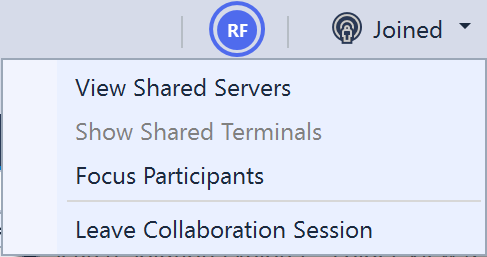 RF
Joined
View Shared Servers
Show Shared Terminals
Focus Participants
Leave Collaboration Session